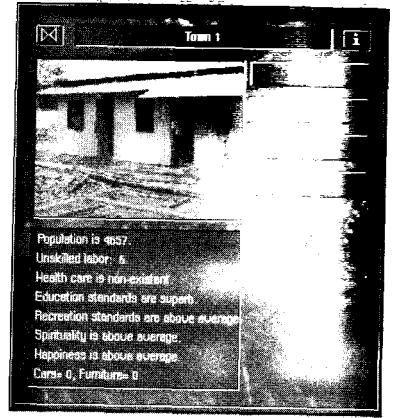 Town 1
i
Population is 4657.
Unskilled labor: 6
Health care is non-existent
Education standards are superb
Recreation standards are above average
Spirituality is above average.
Happiness is above average
Cars= 0, Furniture= 0